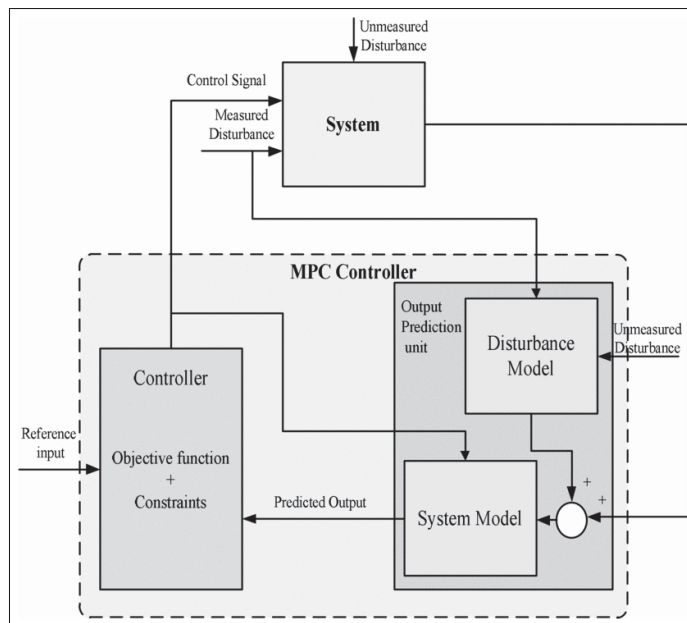 Unmeasured
Disturbance
Control Signal
Measured
Disturbance
System
MPC Controller
Output
Prediction
unit
Disturbance
Model
Unmeasured
Disturbance
Controller
Reference
input
Objective function
+
Constraints
Predicted Output
System Model
+
+